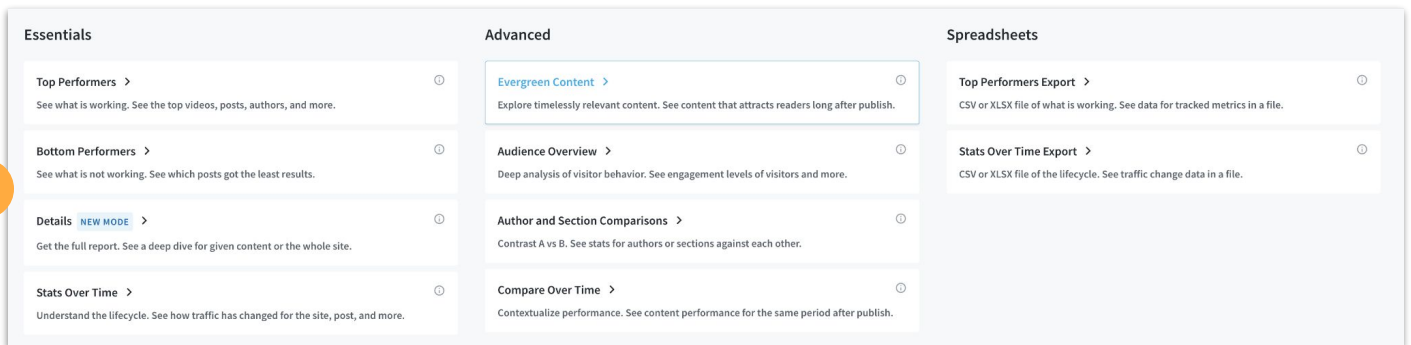 Essentials
Top Performers >
See what is working. See the top videos, posts, authors, and more.
Bottom Performers >
See what is not working. See which posts got the least results.
Details NEW MODE >
Get the full report. See a deep dive for given content or the whole site.
Stats Over Time >
Understand the lifecycle. See how traffic has changed for the site, post, and more.
Advanced
Evergreen Content >
Explore timelessly relevant content. See content that attracts readers long after publish.
Audience Overview >
Deep analysis of visitor behavior. See engagement levels of visitors and more.
Author and Section Comparisons >
Contrast A vs B. See stats for authors or sections against each other.
Compare Over Time >
Contextualize performance. See content performance for the same period after publish.
Spreadsheets
Top Performers Export >
CSV or XLSX file of what is working. See data for tracked metrics in a file.
Stats Over Time Export >
CSV or XLSX file of the lifecycle. See traffic change data in a file.